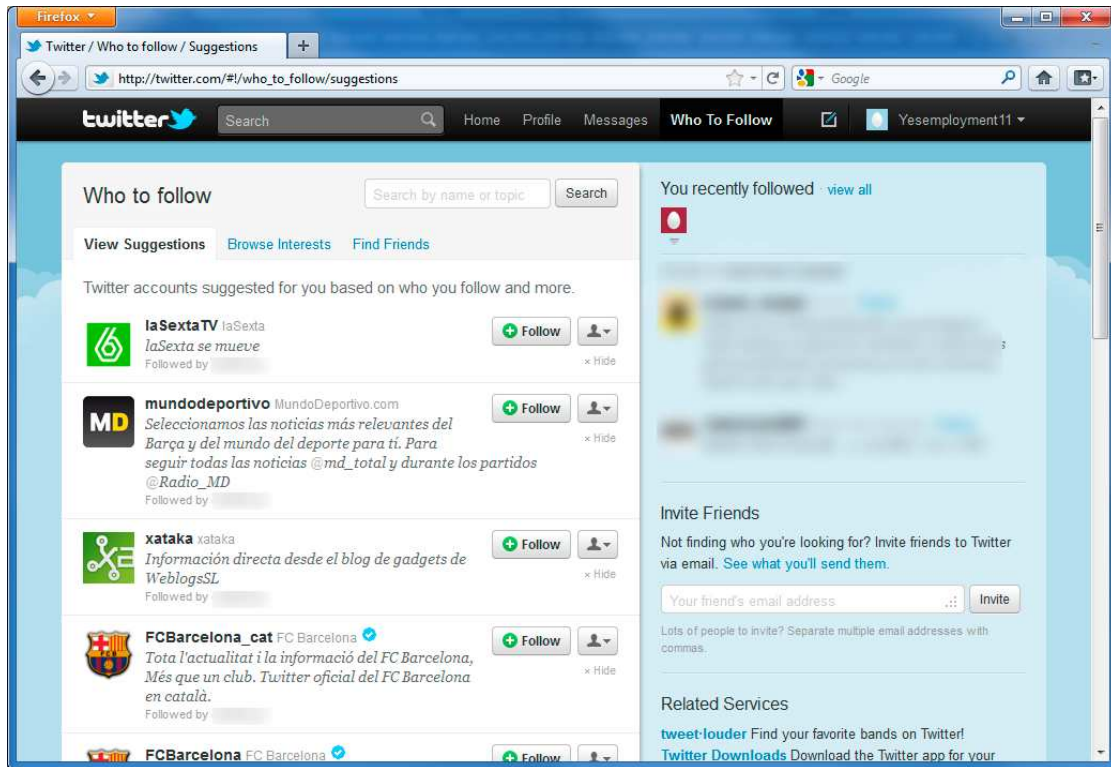 Firefox
Twitter / Who to follow / Suggestions
http://twitter.com/#!/who_to_follow/suggestions
Google
twitter
Search
Home Profile Messages Who To Follow Yesemployment11
Who to follow
Search by name or topic
Search
View Suggestions Browse Interests Find Friends
Twitter accounts suggested for you based on who you follow and more.
laSextaTV laSexta
laSexta se mueve
Followed by
Follow
× Hide
MD
mundodeportivo MundoDeportivo.com
Seleccionamos las noticias más relevantes del
Barça y del mundo del deporte para tí. Para
seguir todas las noticias @md_total y durante los partidos
@Radio_MD
Followed by
Follow
× Hide
xataka xataka
Información directa desde el blog de gadgets de
WeblogsSL
Followed by
Follow
× Hide
FCBarcelona_cat FC Barcelona
Tota l'actualitat i la informació del FC Barcelona,
Més que un club. Twitter oficial del FC Barcelona
en català.
Followed by
Follow
× Hide
FCBarcelona FC Barcelona
Follow
You recently followed · view all
Invite Friends
Not finding who you're looking for? Invite friends to Twitter
via email. See what you'll send them.
Your friend's email address
Invite
Lots of people to invite? Separate multiple email addresses with
commas.
Related Services
tweet·louder Find your favorite bands on Twitter!
Twitter Downloads Download the Twitter app for your